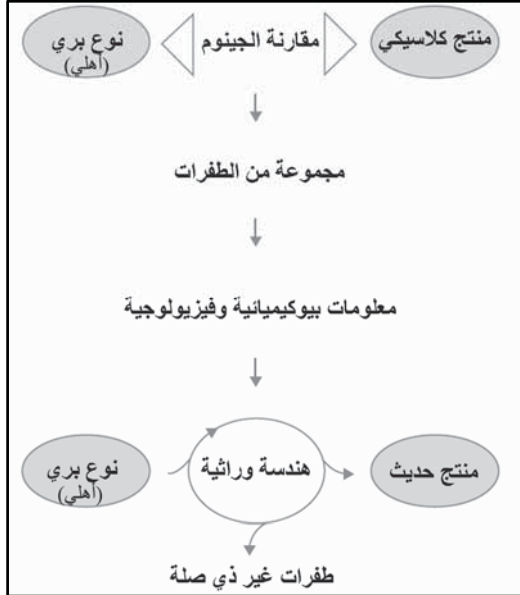 منتج كلاسيكي
مقارنة الجينوم
نوع بري
(أهلي)
مجموعة من الطفرات
معلومات بيوكيميائية وفيزيولوجية
نوع بري
(أهلي)
هندسة وراثية
منتج حديث
طفرات غير ذي صلة